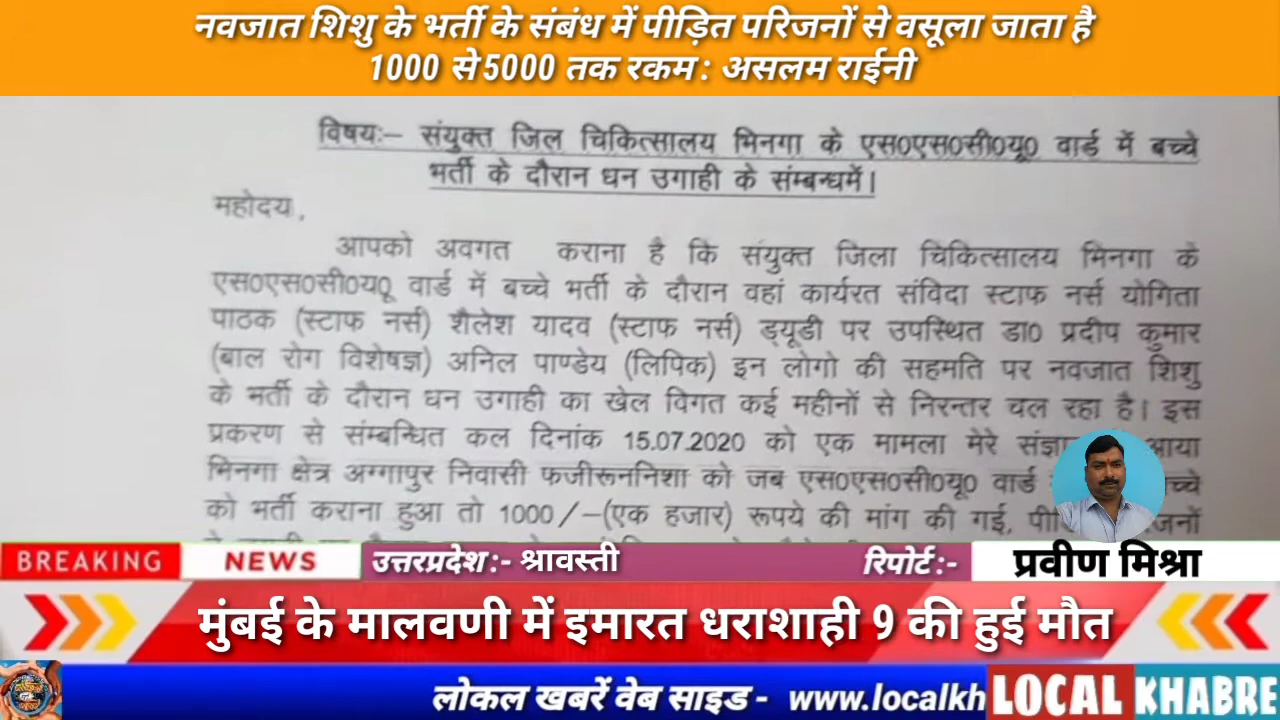 नवजात शिशु के भर्ती के संबंध में पीड़ित परिजनों से वसूला जाता है
1000 से 5000 तक रकम : असलम राईनी
विषयः– संयुक्त जिल चिकित्सालय भिनगा के एस0एस0सी0यू0 वार्ड में बच्चे
भर्ती के दौरान धन उगाही के संम्बन्धमें।
महोदय,
आपको अवगत कराना है कि संयुक्त जिला चिकित्सालय भिनगा के
एस0एस0सी0यू0 वार्ड में बच्चे भर्ती के दौरान वहां कार्यरत संविदा स्टाफ नर्स योगिता
पाठक (स्टाफ नर्स) शैलेश यादव (स्टाफ नर्स) ड्यूडी पर उपस्थित डा0 प्रदीप कुमार
(बाल रोग विशेषज्ञ) अनिल पाण्डेय (लिपिक) इन लोगो की सहमति पर नवजात शिशु
के भर्ती के दौरान धन उगाही का खेल विगत कई महीनों से निरन्तर चल रहा है। इस
प्रकरण से संम्बन्धित कल दिनांक 15.07.2020 को एक मामला मेरे आया
भिनगा क्षेत्र अग्गापुर निवासी फजीरूननिशा को जब एस0एस0सी0यू0 वार्ड
को भर्ती कराना हुआ तो 1000/–(एक हजार) रूपये की मांग की गई,
BREAKING NEWS उत्तरप्रदेश :- श्रावस्ती रिपोर्ट :- प्रवीण मिश्रा
मुंबई के मालवणी में इमारत धराशाही 9 की हुई मौत
लोकल खबरें वेब साइड - www.localkh LOCAL KHABRE